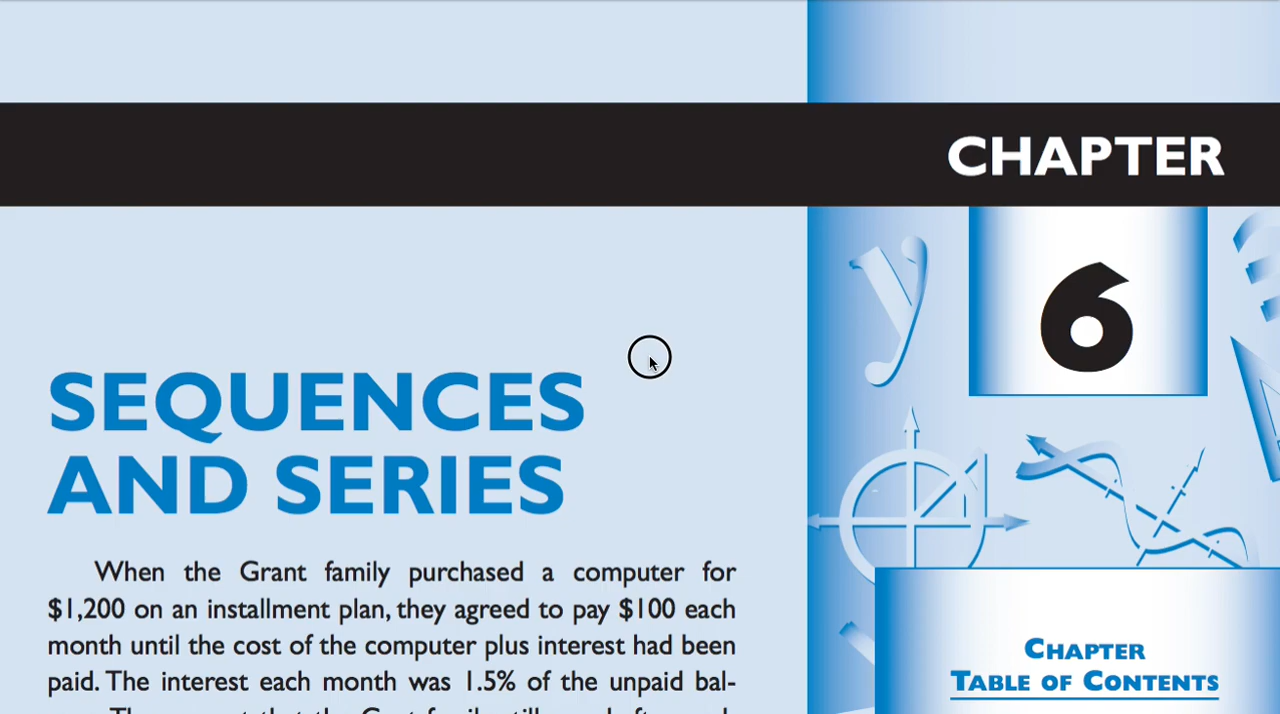 CHAPTER
6
SEQUENCES
AND SERIES
When the Grant family purchased a computer for
$1,200 on an installment plan, they agreed to pay $100 each
month until the cost of the computer plus interest had been
paid. The interest each month was 1.5% of the unpaid bal-
CHAPTER
TABLE OF CONTENTS